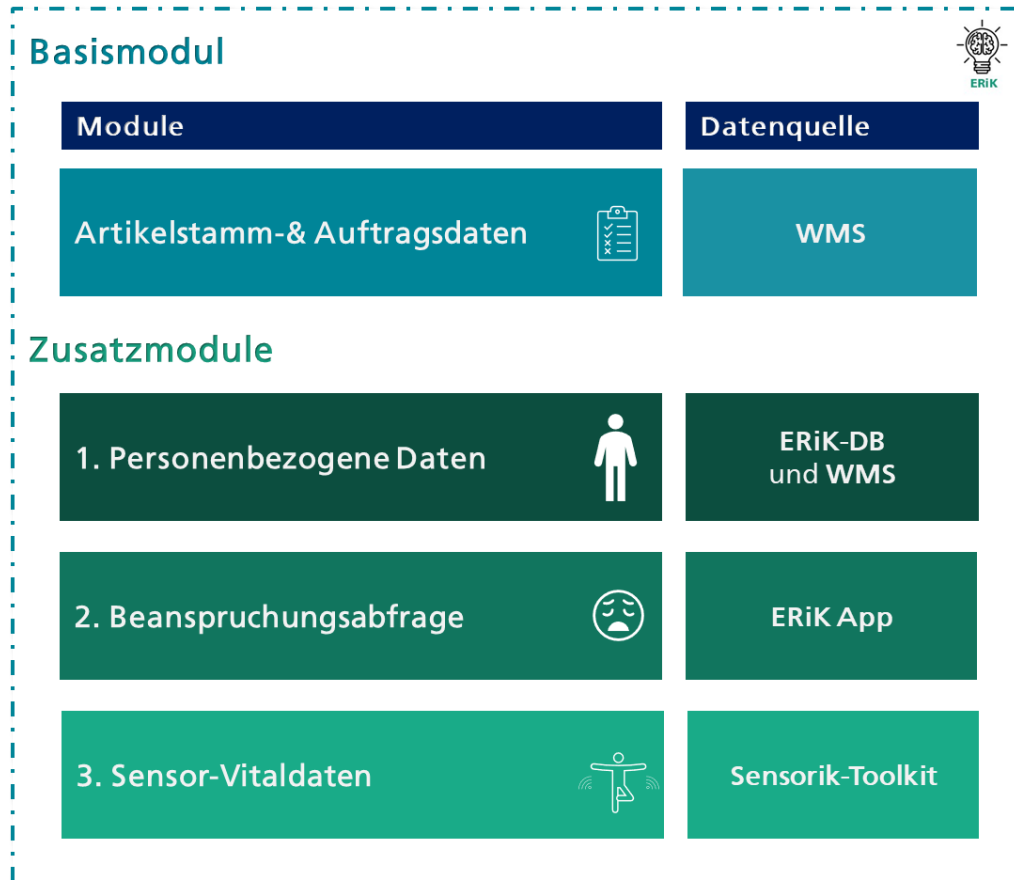 Basismodul
ERiK
Module
Datenquelle
Artikelstamm-& Auftragsdaten
WMS
Zusatzmodule
1. Personenbezogene Daten
ERiK-DB
und WMS
2. Beanspruchungsabfrage
ERiK App
3. Sensor-Vitaldaten
Sensorik-Toolkit